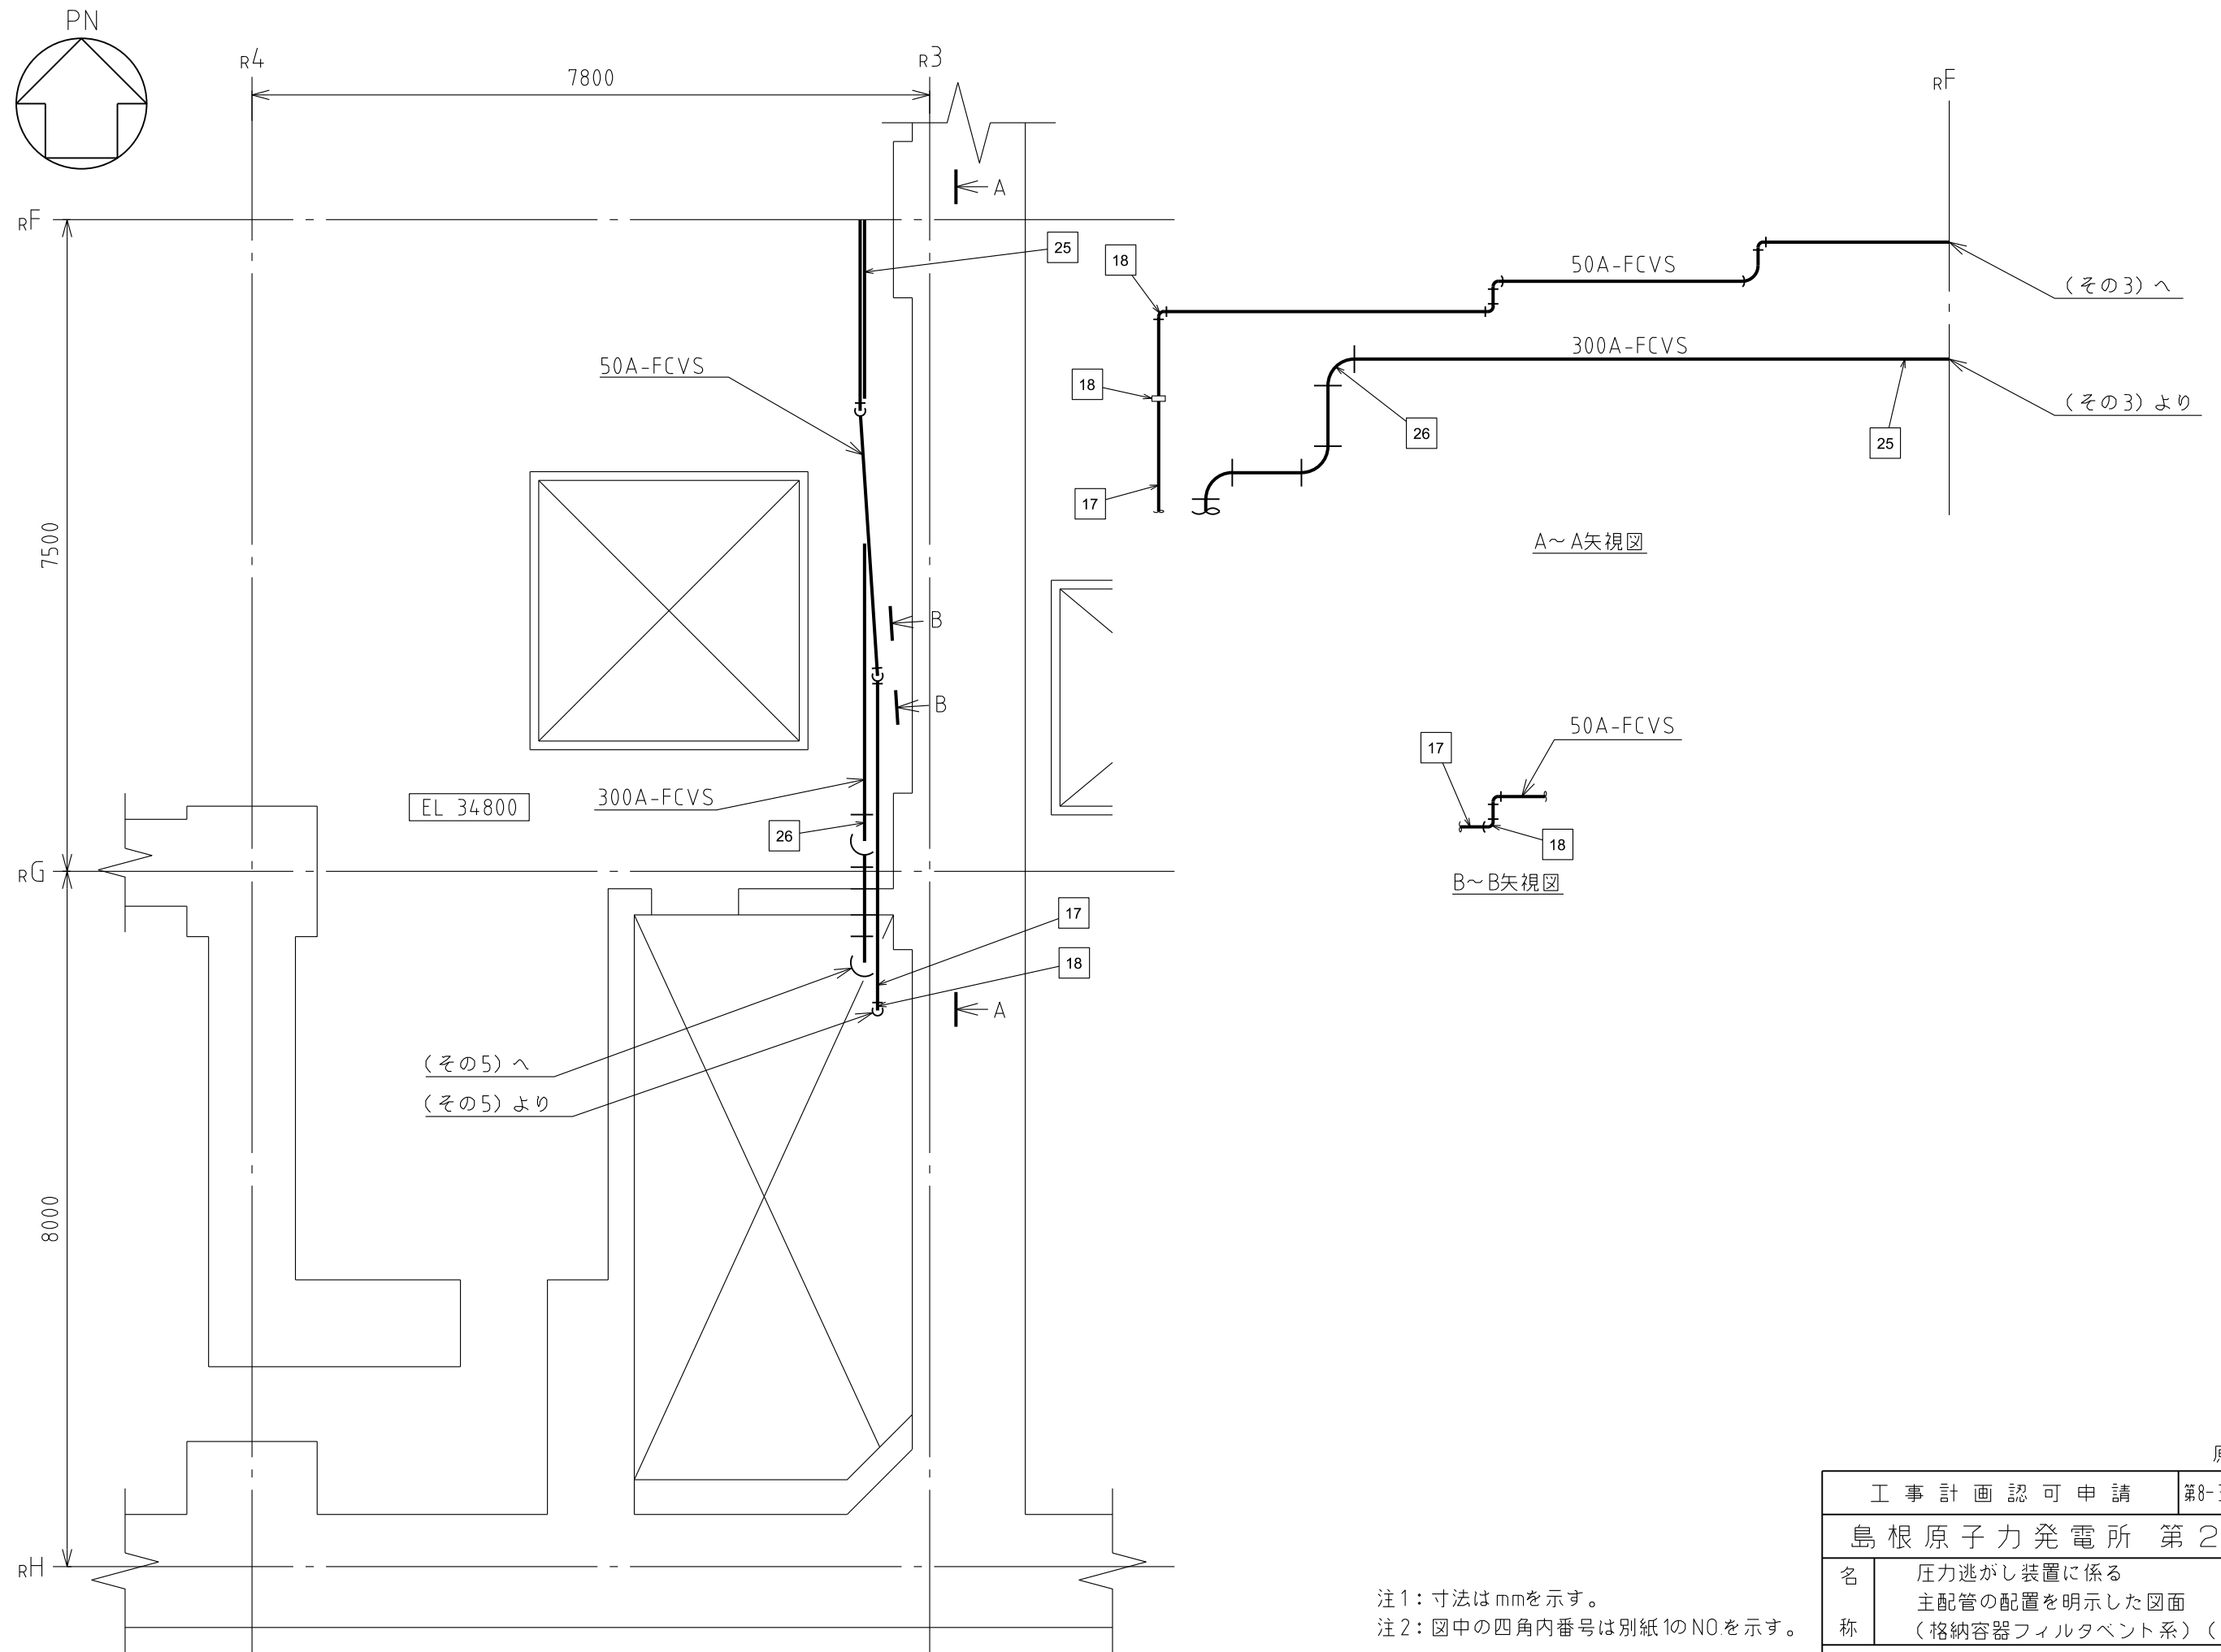 PN
R4
R3
7800
RF
7500
RG
8000
RH
A
25
50A-FCVS
B
B
EL 34800
300A-FCVS
26
17
18
A
(その5)へ
(その5)より
RF
18
50A-FCVS
(その3)へ
300A-FCVS
18
(その3)より
26
25
17
A～A矢視図
50A-FCVS
17
18
B～B矢視図
注1：寸法はmmを示す。
注2：図中の四角内番号は別紙1のNO.を示す。
工事計画認可申請
第8-3
島根原子力発電所 第2
名称
圧力逃がし装置に係る
主配管の配置を明示した図面
（格納容器フィルタベント系）（